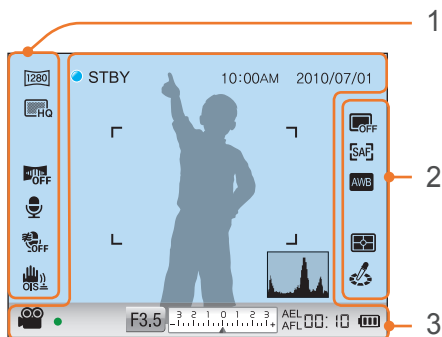 1
1280
STBY 10:00AM 2010/07/01
HQ
OFF
[SAF]
OFF
AWB
2
OFF
OIS
F3.5
- 3 2 1 0 1 2 3 +
AEL
AFL
00:10
3